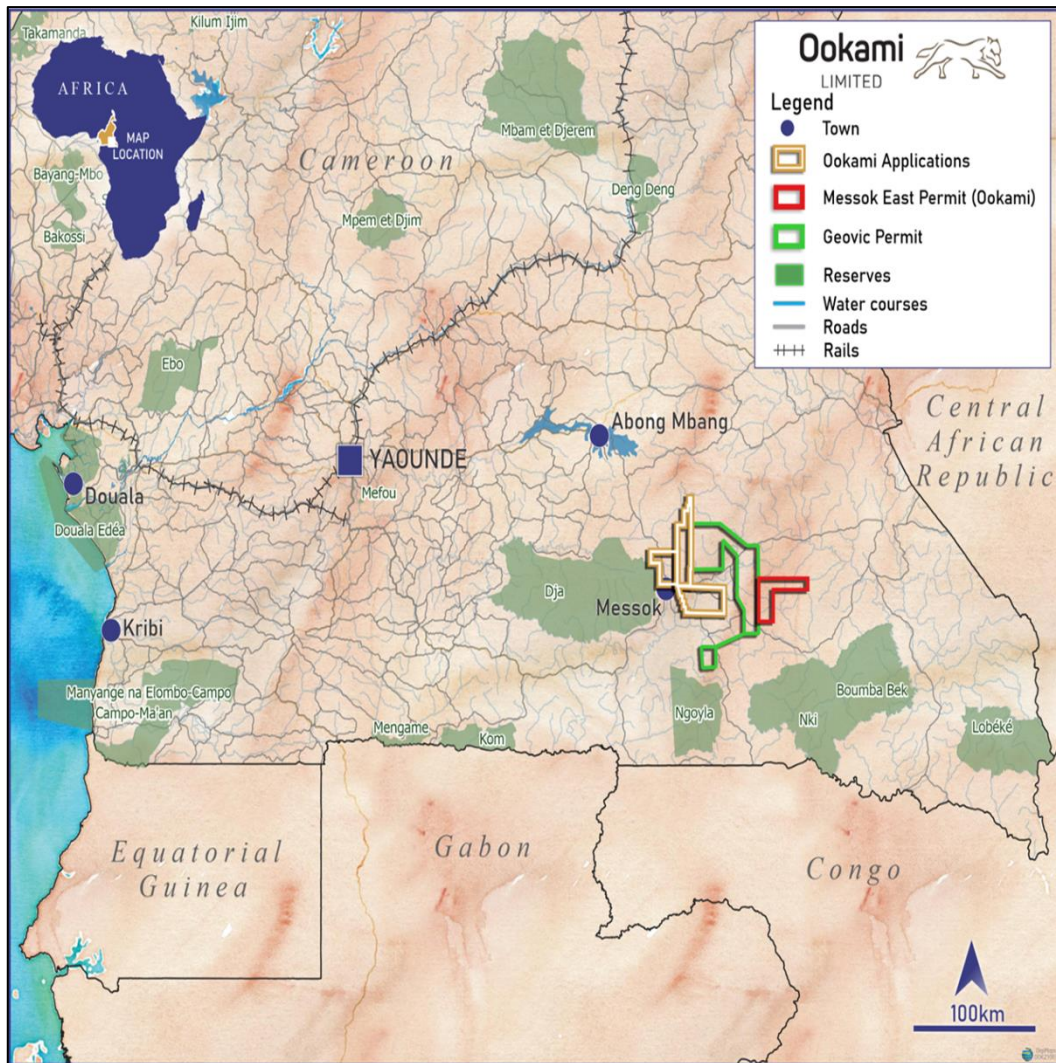 Takamanda
Kilum Ijim
AFRICA
MAP
LOCATION
Bayang-Mbo
Bakossi
Cameroon
Mbam et Djerem
Deng Deng
Mpem et Djim
Ookami
LIMITED
Legend
Town
Ookami Applications
Messok East Permit (Ookami)
Geovic Permit
Reserves
Water courses
Roads
Rails
Ebo
Abong Mbang
Central
African
Republic
YAOUNDE
Mefou
Douala
Douala Edéa
Dja
Messok
Kribi
Manyange na Elombo-Campo
Campo-Ma'an
Mengame
Kom
Ngoyla
Nki
Boumba Bek
Lobéké
Equatorial
Guinea
Gabon
Congo
100km